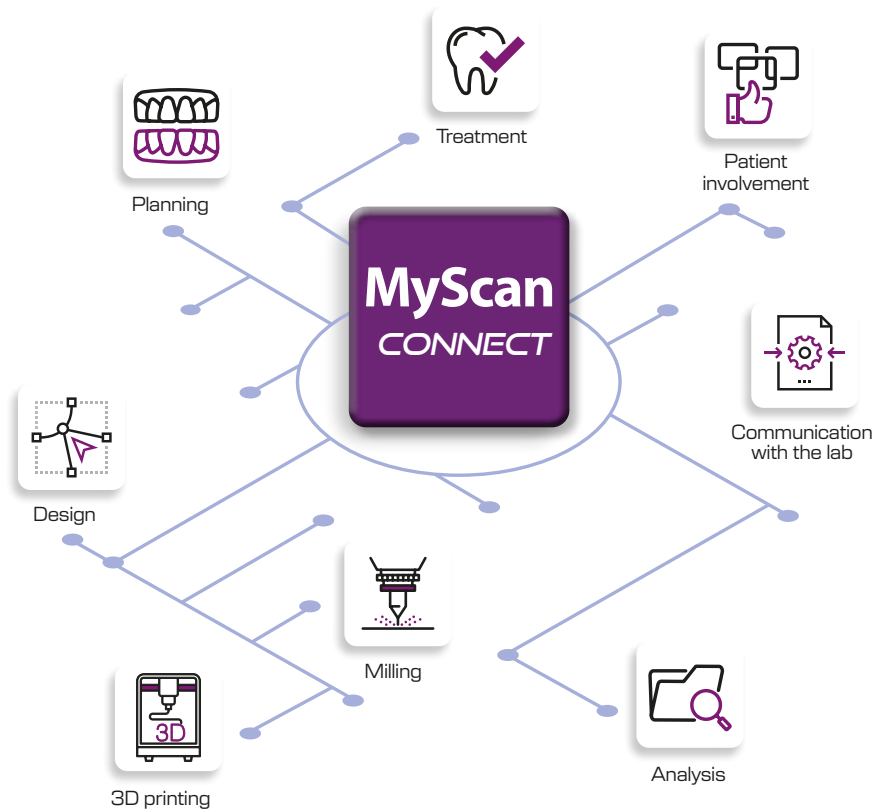 Treatment
Patient
involvement
Planning
MyScan
CONNECT
Communication
with the lab
Design
Milling
3D
3D printing
Analysis